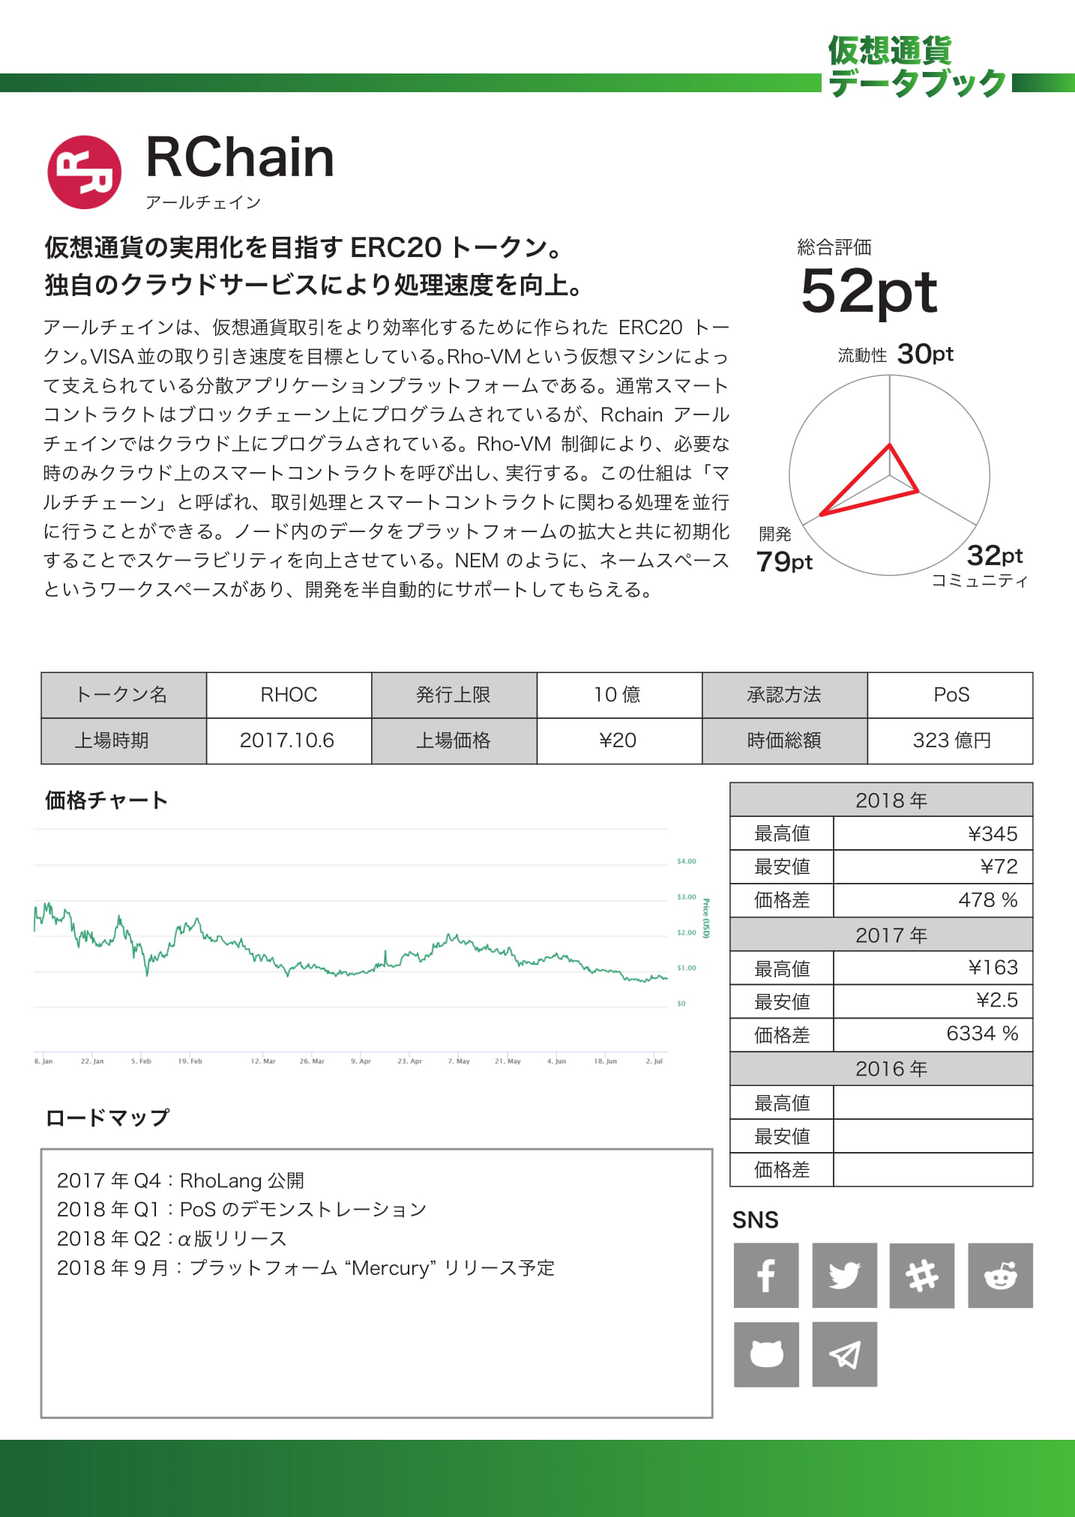 仮想通貨
データブック
RChain
アールチェイン
仮想通貨の実用化を目指す ERC20 トークン。
独自のクラウドサービスにより処理速度を向上。
アールチェインは、仮想通貨取引をより効率化するために作られた ERC20 トー
クン。VISA並の取り引き速度を目標としている。Rho-VMという仮想マシンによっ
て支えられている分散アプリケーションプラットフォームである。通常スマート
コントラクトはブロックチェーン上にプログラムされているが、Rchain アール
チェインではクラウド上にプログラムされている。Rho-VM 制御により、必要な
時のみクラウド上のスマートコントラクトを呼び出し、実行する。この仕組は「マ
ルチチェーン」と呼ばれ、取引処理とスマートコントラクトに関わる処理を並行
に行うことができる。ノード内のデータをプラットフォームの拡大と共に初期化
することでスケーラビリティを向上させている。NEM のように、ネームスペース
というワークスペースがあり、開発を半自動的にサポートしてもらえる。
総合評価
52pt
流動性 30pt
開発
79pt
32pt
コミュニティ
トークン名 RHOC 発行上限 10 億 承認方法 PoS
上場時期 2017.10.6 上場価格 ¥20 時価総額 323 億円
価格チャート
$4.00
$3.00
$2.00
$1.00
$0
Price (USD)
8. Jan 22. Jan 5. Feb 19. Feb 12. Mar 26. Mar 9. Apr 23. Apr 7. May 21. May 4. Jun 18. Jun 2. Jul
2018 年
最高値 ¥345
最安値 ¥72
価格差 478 %
2017 年
最高値 ¥163
最安値 ¥2.5
価格差 6334 %
2016 年
最高値
最安値
価格差
ロードマップ
2017 年 Q4：RhoLang 公開
2018 年 Q1：PoS のデモンストレーション
2018 年 Q2：α版リリース
2018 年 9 月：プラットフォーム “Mercury” リリース予定
SNS